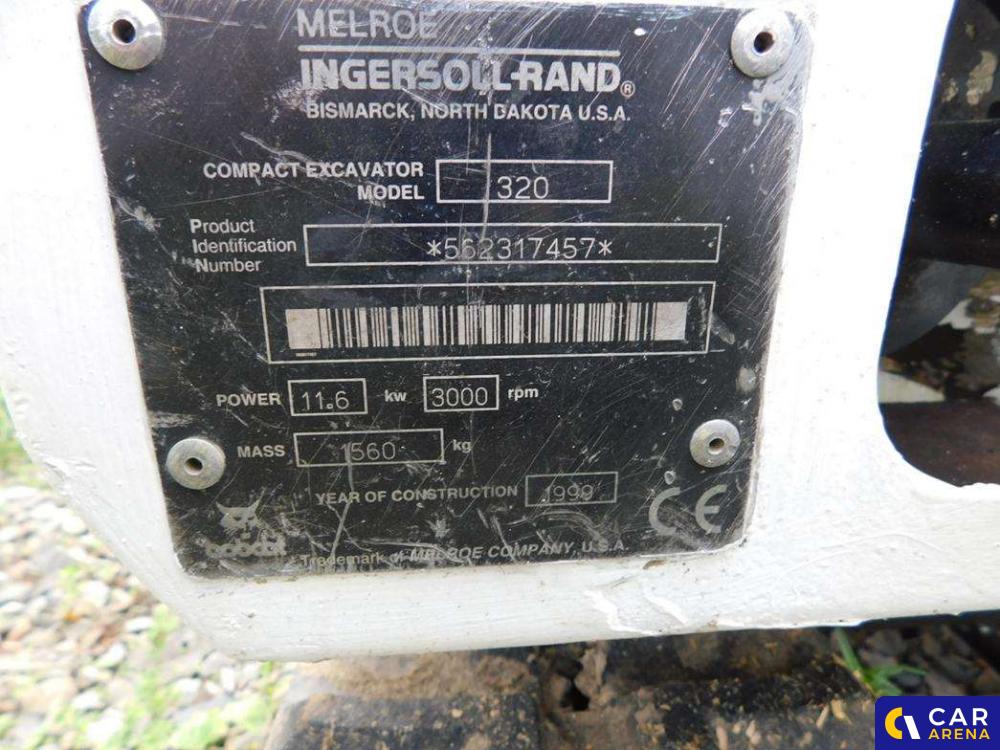 MELROE
INGERSOLL-RAND®
BISMARCK, NORTH DAKOTA U.S.A.
COMPACT EXCAVATOR
MODEL 320
Product
Identification
Number *562317457*
POWER 11.6 kw 3000 rpm
MASS 1560 kg
YEAR OF CONSTRUCTION 1999
CE
bobcat
Trademark of MELROE COMPANY, U.S.A.
CAR
ARENA